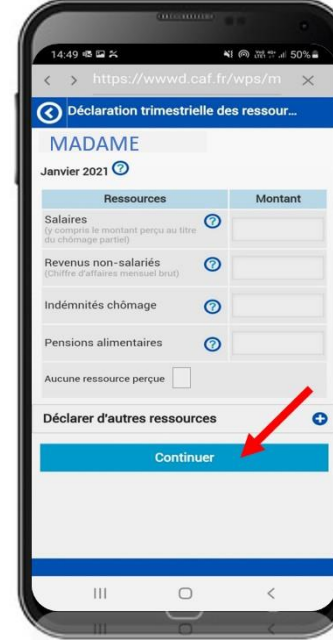 14:49
50%
https://wwwd.caf.fr/wps/m
Déclaration trimestrielle des ressour...
MADAME
Janvier 2021 ?
Ressources Montant
Salaires ?
(y compris le montant perçu au titre
du chômage partiel)
Revenus non-salariés ?
(Chiffre d'affaires mensuel brut)
Indémnités chômage ?
Pensions alimentaires ?
Aucune ressource perçue
Déclarer d'autres ressources +
Continuer